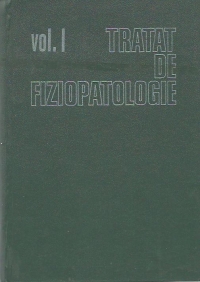 vol. I
TRATAT
DE
FIZIOPATOLOGIE